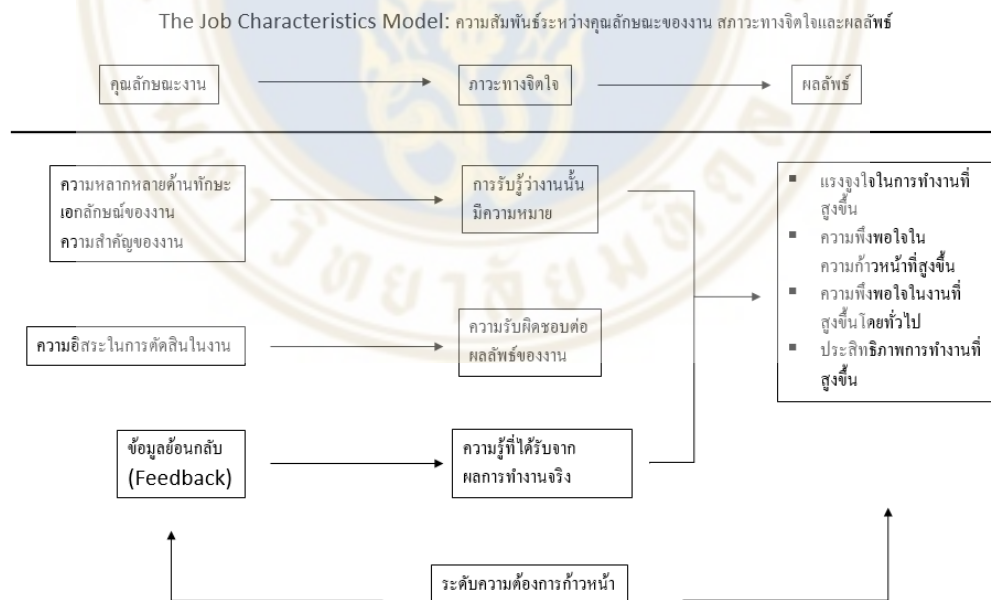 The Job Characteristics Model: ความสัมพันธ์ระหว่างคุณลักษณะของงาน สภาวะทางจิตใจและผลลัพธ์
คุณลักษณะงาน
ภาวะทางจิตใจ
ผลลัพธ์
ความหลากหลายด้านทักษะ
เอกลักษณ์ของงาน
ความสำคัญของงาน
การรับรู้ว่างานนั้น
มีความหมาย
ความอิสระในการตัดสินในงาน
ความรับผิดชอบต่อ
ผลลัพธ์ของงาน
ข้อมูลย้อนกลับ
(Feedback)
ความรู้ที่ได้รับจาก
ผลการทำงานจริง
▪ แรงจูงใจในการทำงานที่
สูงขึ้น
▪ ความพึงพอใจใน
ความก้าวหน้าที่สูงขึ้น
▪ ความพึงพอใจในงานที่
สูงขึ้นโดยทั่วไป
▪ ประสิทธิภาพการทำงานที่
สูงขึ้น
ระดับความต้องการก้าวหน้า
มหาวิทยาลัยมหิดล